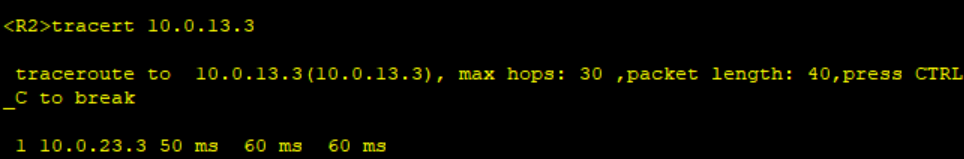 <R2>tracert 10.0.13.3
traceroute to  10.0.13.3(10.0.13.3), max hops: 30 ,packet length: 40,press CTRL
_C to break
1 10.0.23.3 50 ms  60 ms  60 ms